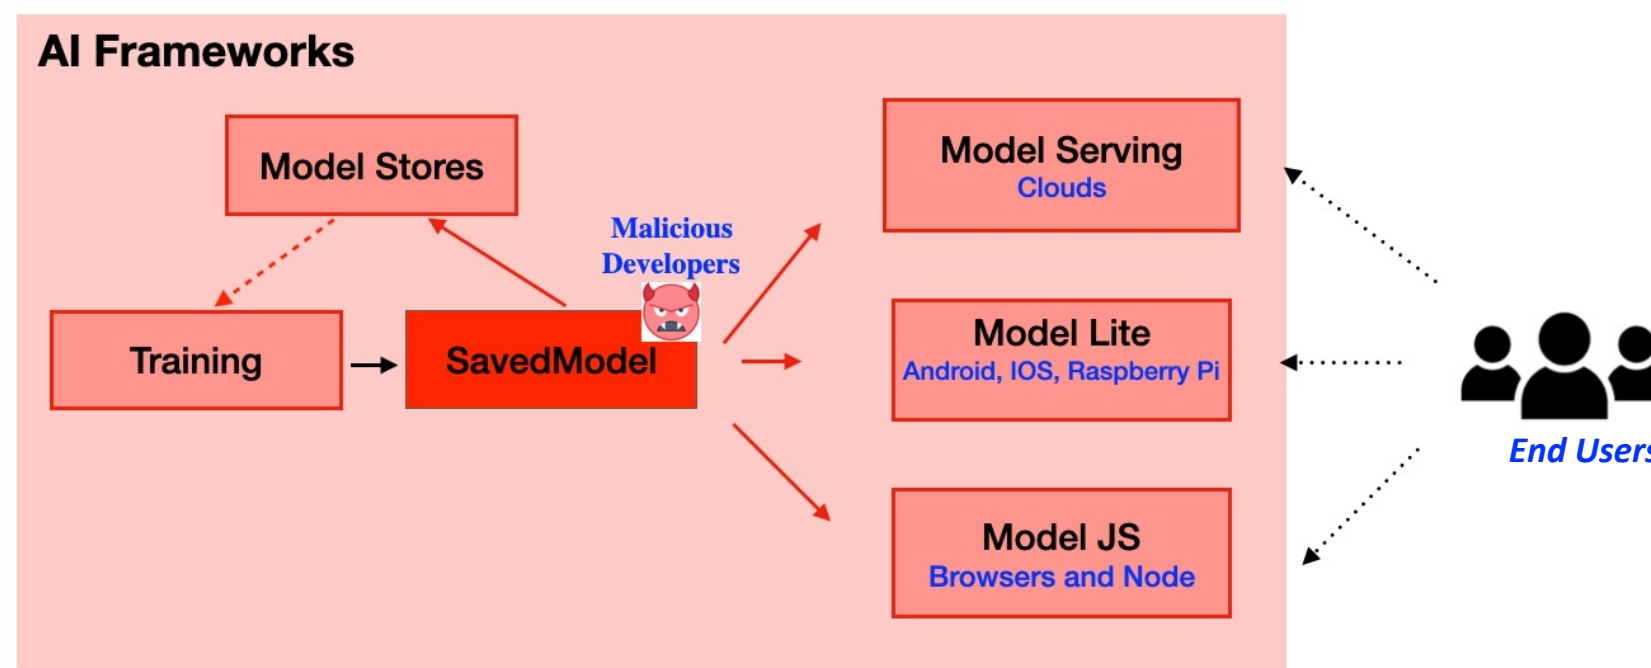 AI Frameworks
Model Stores
Malicious
Developers
Training
SavedModel
Model Serving
Clouds
Model Lite
Android, IOS, Raspberry Pi
Model JS
Browsers and Node
End Users